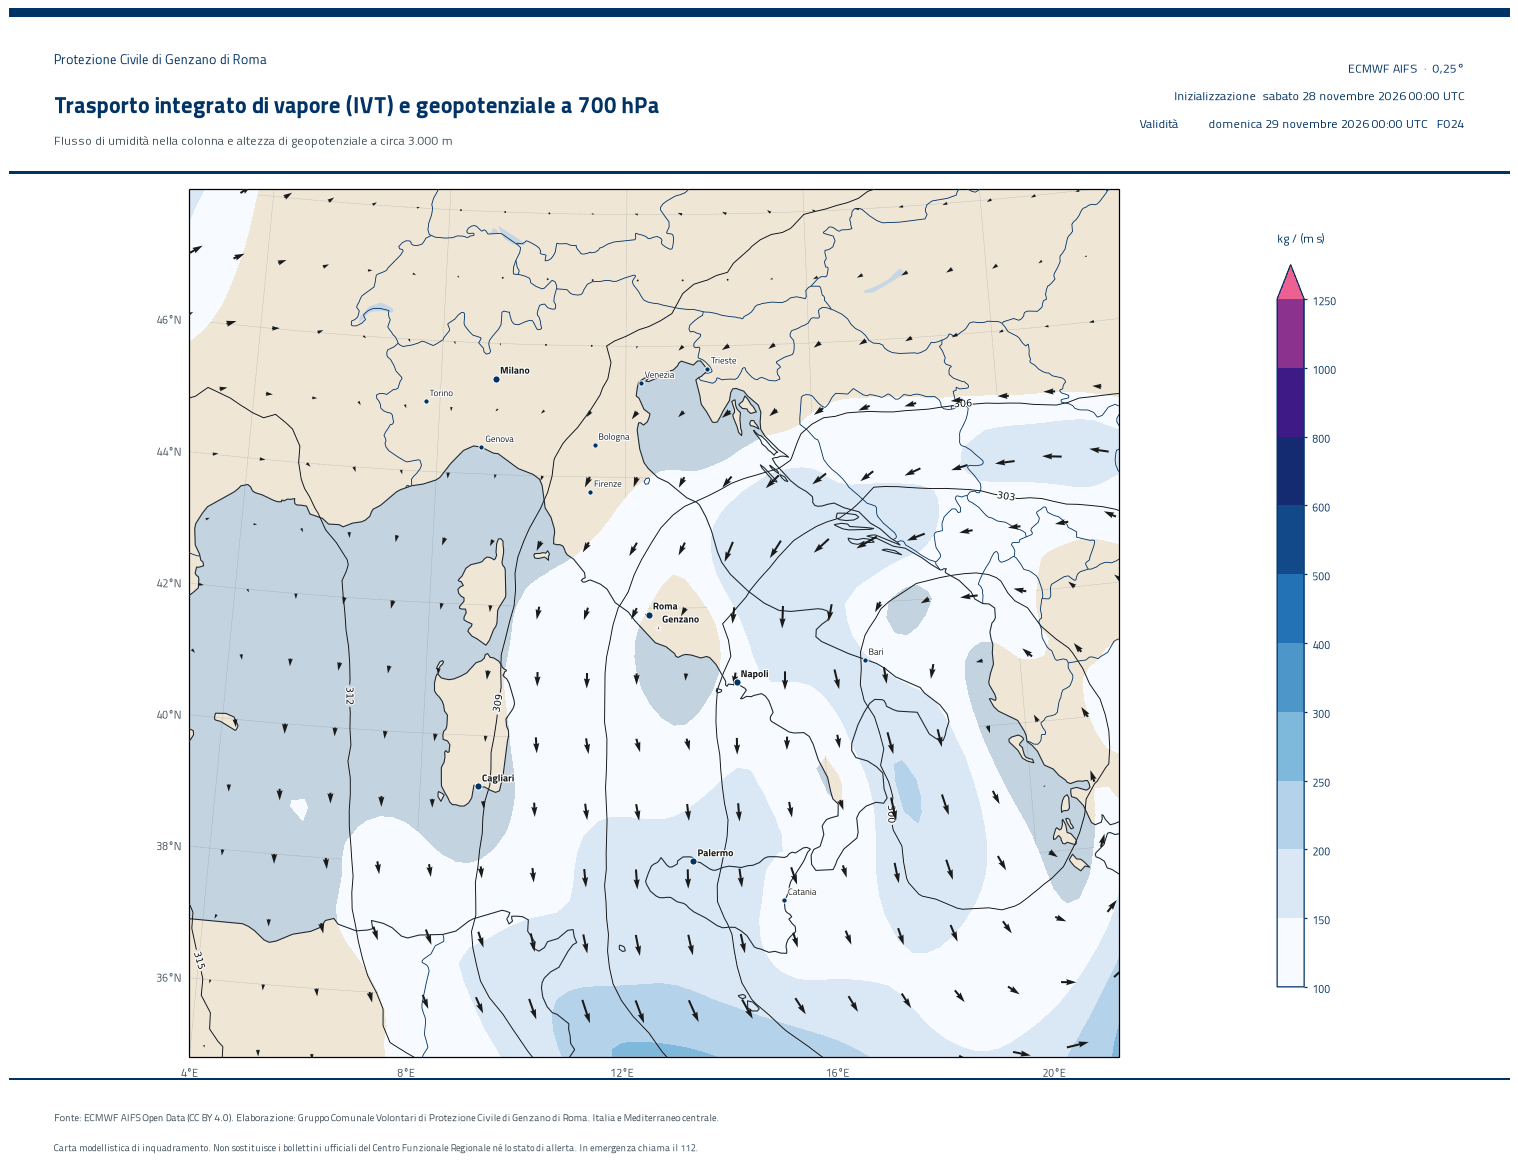 Protezione Civile di Genzano di Roma
Trasporto integrato di vapore (IVT) e geopotenziale a 700 hPa
Flusso di umidità nella colonna e altezza di geopotenziale a circa 3.000 m
ECMWF AIFS · 0,25°
Inizializzazione sabato 28 novembre 2026 00:00 UTC
Validità domenica 29 novembre 2026 00:00 UTC F024
kg / (m s)
1250
1000
800
600
500
400
300
250
200
150
100
46°N
44°N
42°N
40°N
38°N
36°N
4°E
8°E
12°E
16°E
20°E
Milano
Torino
Venezia
Trieste
Genova
Bologna
Firenze
Roma
Genzano
Napoli
Bari
Cagliari
Palermo
Catania
306
303
312
309
300
315
Fonte: ECMWF AIFS Open Data (CC BY 4.0). Elaborazione: Gruppo Comunale Volontari di Protezione Civile di Genzano di Roma. Italia e Mediterraneo centrale.
Carta modellistica di inquadramento. Non sostituisce i bollettini ufficiali del Centro Funzionale Regionale né lo stato di allerta. In emergenza chiama il 112.